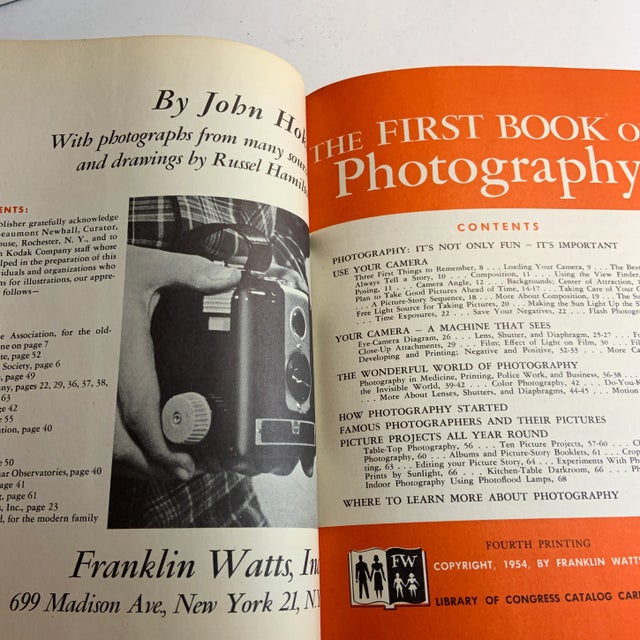 By John
With photographs from many
and drawings by Russel
ENTS:
blisher gratefully acknowledge
eaumont Newhall, Curator,
ouse, Rochester, N. Y., and to
n Kodak Company staff whose
elped in the preparation of this
viduals and organizations who
ns for illustrations, our appre-
follows—
e Association, for the old-
ne on page 7
te, page 52
Society, page 6
e, page 49
any, pages 22, 29, 36, 37, 38,
63
age 42
e 55
ation, page 40
e 50
ar Observatories, page 40
age 41
g, page 61
s, Inc., page 23
d, for the modern family
Franklin Watts, Inc
699 Madison Ave., New York 21, N.
THE FIRST BOOK of
Photography
CONTENTS
PHOTOGRAPHY: IT'S NOT ONLY FUN – IT'S IMPORTANT
USE YOUR CAMERA
Three First Things to Remember, 8 . . . Loading Your Camera, 9 . . . The Bes
Always Tell a Story, 10 . . . Composition, 11 . . . Using the View Finder
Posing, 11 . . . Camera Angle, 12 . . . Backgrounds; Center of Attraction, 1
Plan to Take Good Pictures Ahead of Time, 14-17 . . . Taking Care of Your C
. . . A Picture-Story Sequence, 18 . . . More About Composition, 19 . . . The S
Free Light Source for Taking Pictures, 20 . . . Making the Sun Light Up the S
. . . Time Exposures, 22 . . . Save Your Negatives, 22 . . . Flash Photogr
YOUR CAMERA – A MACHINE THAT SEES
Eye-Camera Diagram, 26 . . . Lens, Shutter, and Diaphragm, 25-27 . . . Fo
Close-Up Attachments, 29 . . . Film; Effect of Light on Film, 30 . . . Fil
Developing and Printing; Negative and Positive, 32-33 . . . More Ca
THE WONDERFUL WORLD OF PHOTOGRAPHY
Photography in Medicine, Printing, Police Work, and Business, 36-38
the Invisible World, 39-42 . . . Color Photography, 42 . . . Do-You-K
. . . More About Lenses, Shutters, and Diaphragms, 44-45 . . . Motion
HOW PHOTOGRAPHY STARTED
FAMOUS PHOTOGRAPHERS AND THEIR PICTURES
PICTURE PROJECTS ALL YEAR ROUND
Table-Top Photography, 56 . . . Ten Picture Projects, 57-60 . . . C
Photography, 60 . . . Albums and Picture-Story Booklets, 61 . . . Crop
ting, 63 . . . Editing your Picture Story, 64 . . . Experiments With Ph
Prints by Sunlight, 66 . . . Kitchen-Table Darkroom, 66 . . . Mo
Indoor Photography Using Photoflood Lamps, 68
WHERE TO LEARN MORE ABOUT PHOTOGRAPHY
FW
FOURTH PRINTING
COPYRIGHT, 1954, BY FRANKLIN WATTS
LIBRARY OF CONGRESS CATALOG CAR